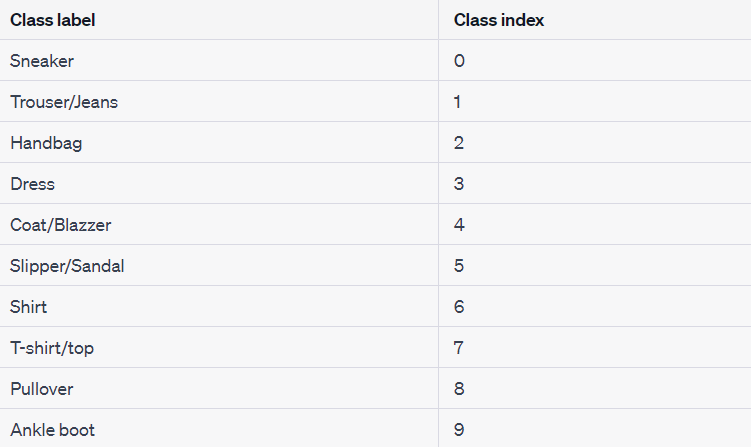 Class label Class index
Sneaker 0
Trouser/Jeans 1
Handbag 2
Dress 3
Coat/Blazzer 4
Slipper/Sandal 5
Shirt 6
T-shirt/top 7
Pullover 8
Ankle boot 9